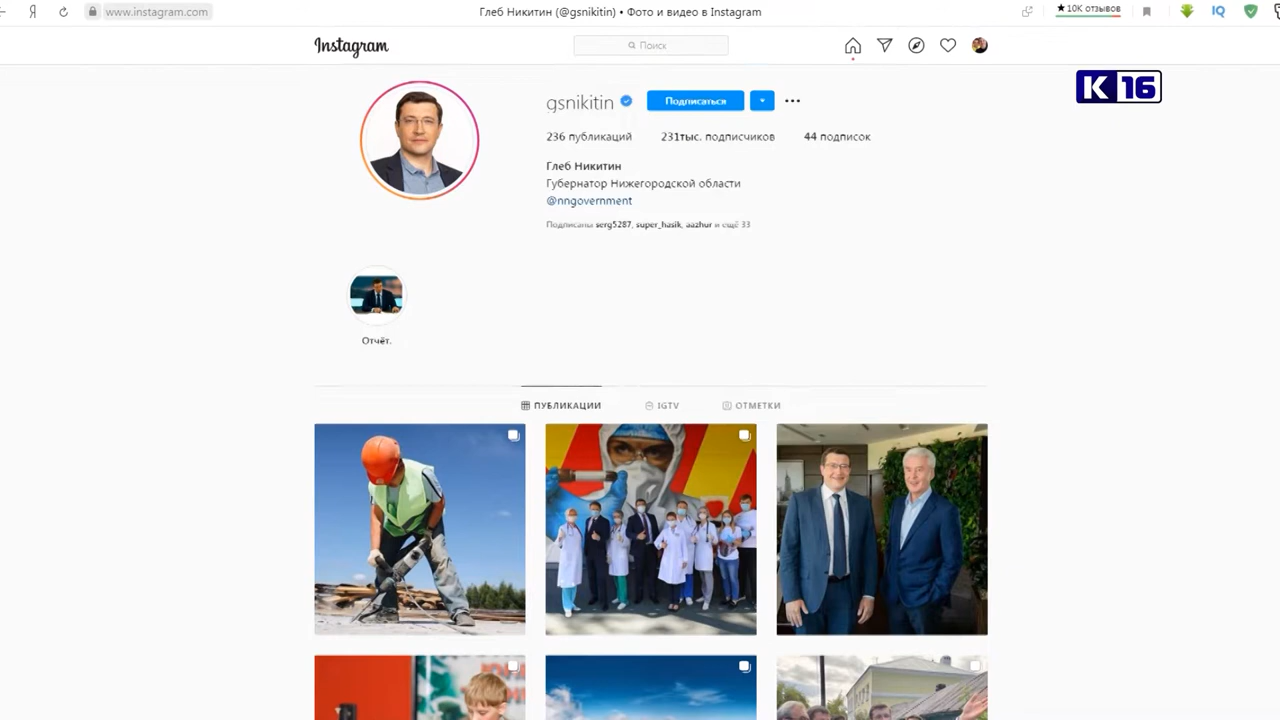 Я www.instagram.com Глеб Никитин (@gsnikitin) • Фото и видео в Instagram ★ 10K отзывов IQ
Instagram Поиск
K 16
gsnikitin Подписаться
236 публикаций 231тыс. подписчиков 44 подписок
Глеб Никитин
Губернатор Нижегородской области
@nngovernment
Подписаны serg5287, super_hasik, aazhur и ещё 33
Отчёт.
ПУБЛИКАЦИИ IGTV ОТМЕТКИ